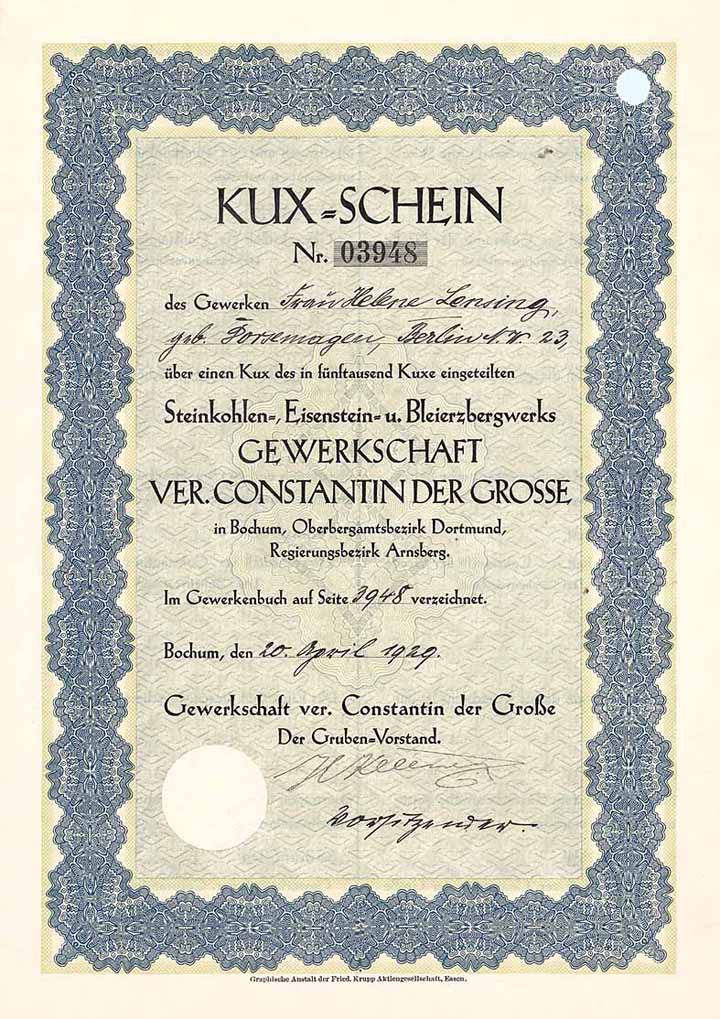 KUX=SCHEIN
Nr. 03948
des Gewerken Frau Helene Lensing,
geb. Dorsemagen, Berlin N.W. 23,
über einen Kux des in fünftausend Kuxe eingeteilten
Steinkohlen=, Eisenstein= u. Bleierzbergwerks
GEWERKSCHAFT
VER. CONSTANTIN DER GROSSE
in Bochum, Oberbergamtsbezirk Dortmund,
Regierungsbezirk Arnsberg.
Im Gewerkenbuch auf Seite 3948 verzeichnet.
Bochum, den 20. April 1929.
Gewerkschaft ver. Constantin der Große
Der Gruben=Vorstand.
Vorsitzender.
Graphische Anstalt der Fried. Krupp Aktiengesellschaft, Essen.